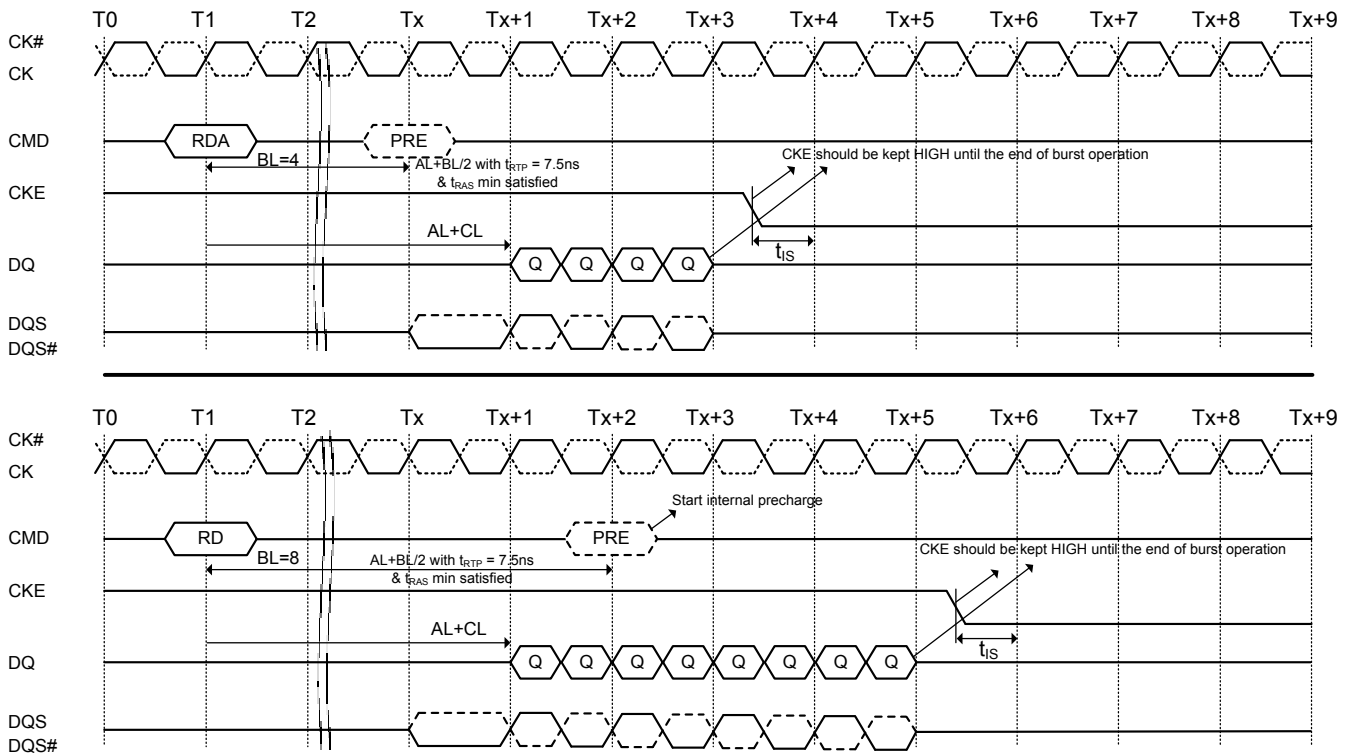 T0 T1 T2 Tx Tx+1 Tx+2 Tx+3 Tx+4 Tx+5 Tx+6 Tx+7 Tx+8 Tx+9
CK#
CK
CMD RDA PRE
BL=4 AL+BL/2 with tRTP = 7.5ns
& tRAS min satisfied
CKE should be kept HIGH until the end of burst operation
CKE
AL+CL
tIS
DQ Q Q Q Q
DQS
DQS#
T0 T1 T2 Tx Tx+1 Tx+2 Tx+3 Tx+4 Tx+5 Tx+6 Tx+7 Tx+8 Tx+9
CK#
CK
Start internal precharge
CMD RD PRE
BL=8 AL+BL/2 with tRTP = 7.5ns
& tRAS min satisfied
CKE should be kept HIGH until the end of burst operation
CKE
AL+CL
tIS
DQ Q Q Q Q Q Q Q Q
DQS
DQS#